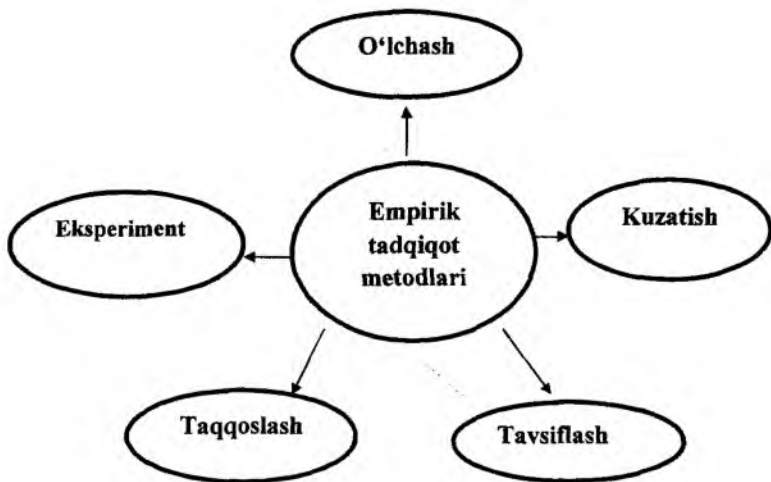 O‘lchash
Eksperiment
Empirik
tadqiqot
metodlari
Kuzatish
Taqqoslash
Tavsiflash